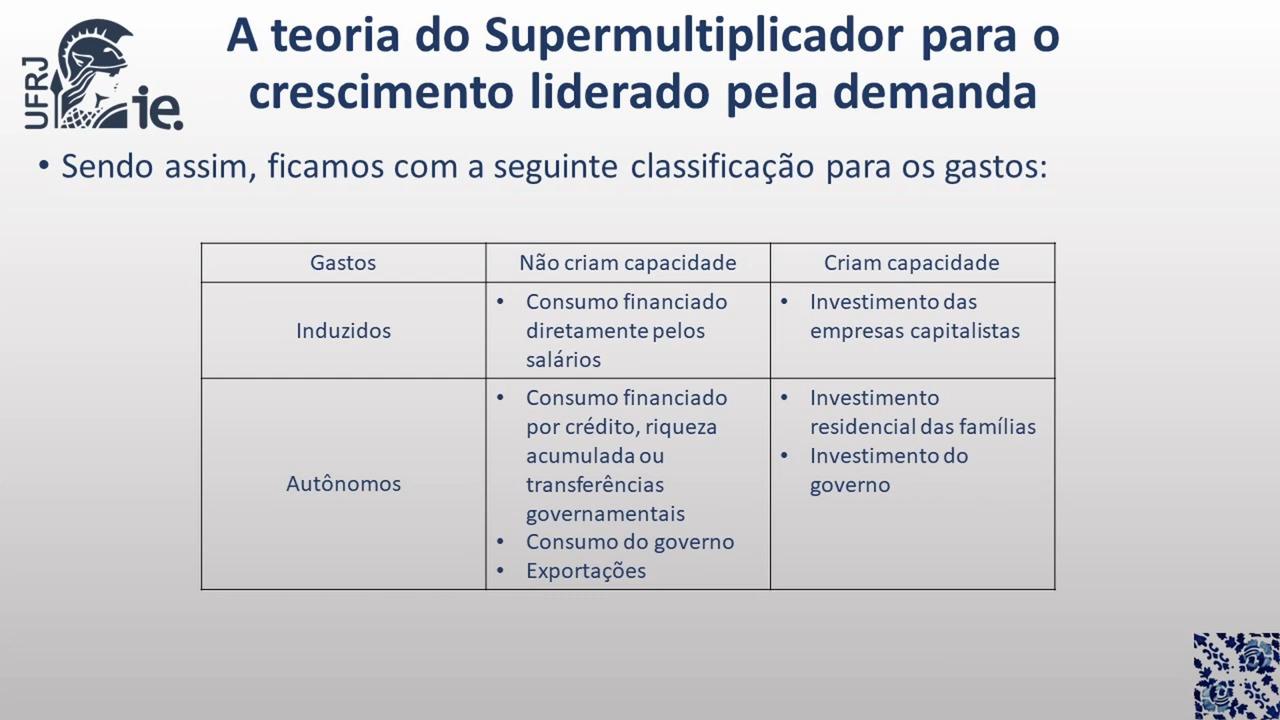 A teoria do Supermultiplicador para o
crescimento liderado pela demanda
UFRJ
ie.
• Sendo assim, ficamos com a seguinte classificação para os gastos:
Gastos
Não criam capacidade
Criam capacidade
Induzidos
• Consumo financiado
diretamente pelos
salários
• Investimento das
empresas capitalistas
Autônomos
• Consumo financiado
por crédito, riqueza
acumulada ou
transferências
governamentais
• Consumo do governo
• Exportações
• Investimento
residencial das famílias
• Investimento do
governo